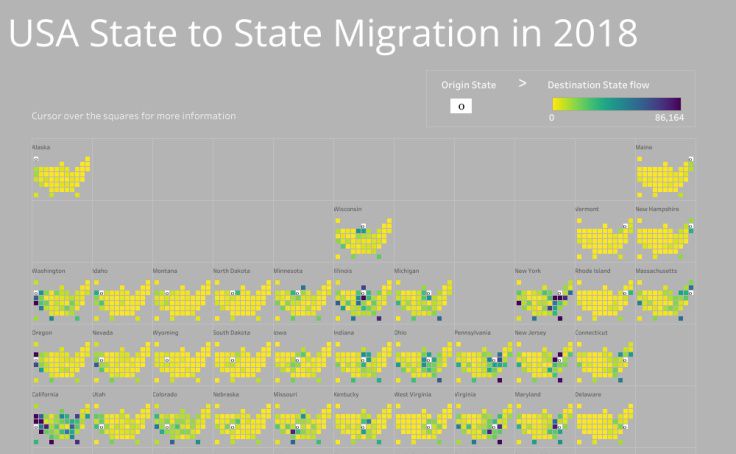 USA State to State Migration in 2018
Origin State > Destination State flow
o
0 86,164
Cursor over the squares for more information
Alaska Maine
Wisconsin Vermont New Hampshire
Washington Idaho Montana North Dakota Minnesota Illinois Michigan New York Rhode Island Massachusetts
Oregon Nevada Wyoming South Dakota Iowa Indiana Ohio Pennsylvania New Jersey Connecticut
California Utah Colorado Nebraska Missouri Kentucky West Virginia Virginia Maryland Delaware